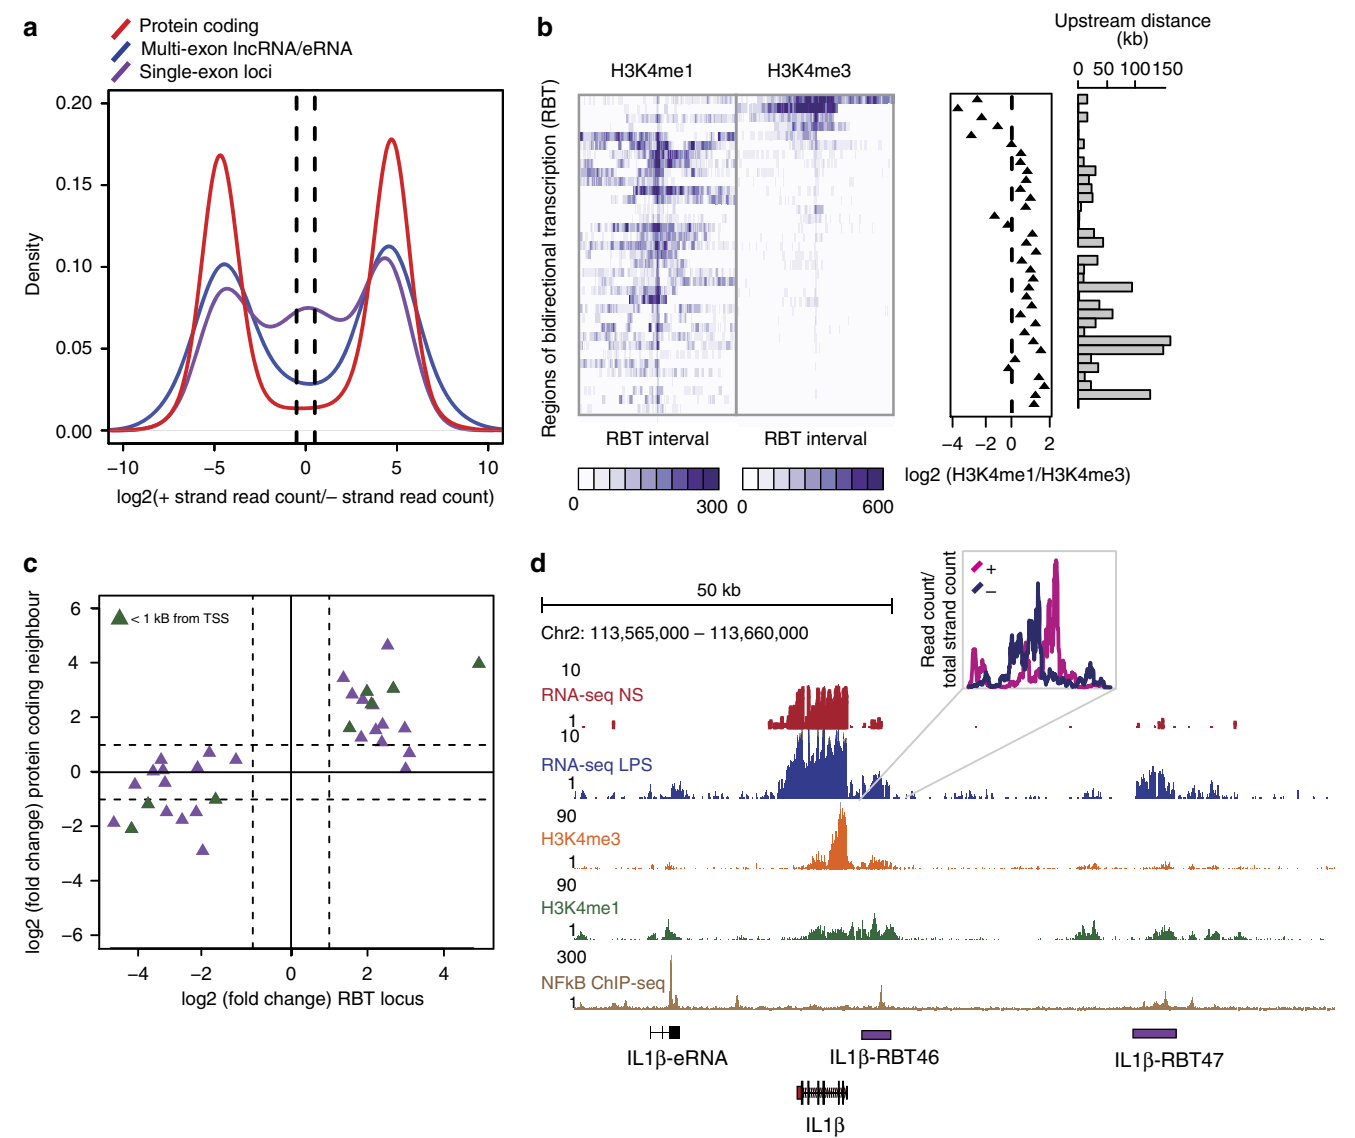 a
Protein coding
Multi-exon lncRNA/eRNA
Single-exon loci
0.20
0.15
0.10
0.05
0.00
Density
−10 −5 0 5 10
log2(+ strand read count/− strand read count)
b
Upstream distance
(kb)
H3K4me1 H3K4me3
0 50 100 150
Regions of bidirectional transcription (RBT)
RBT interval RBT interval
−4 −2 0 2
log2 (H3K4me1/H3K4me3)
0 300 0 600
c
< 1 kB from TSS
6
4
2
0
−2
−4
−6
log2 (fold change) protein coding neighbour
−4 −2 0 2 4
log2 (fold change) RBT locus
d
50 kb
Chr2: 113,565,000 − 113,660,000
Read count/
total strand count
+
−
10
RNA-seq NS
1
10
RNA-seq LPS
1
90
H3K4me3
1
90
H3K4me1
1
300
NFkB ChIP-seq
1
IL1β-eRNA IL1β-RBT46 IL1β-RBT47
IL1β